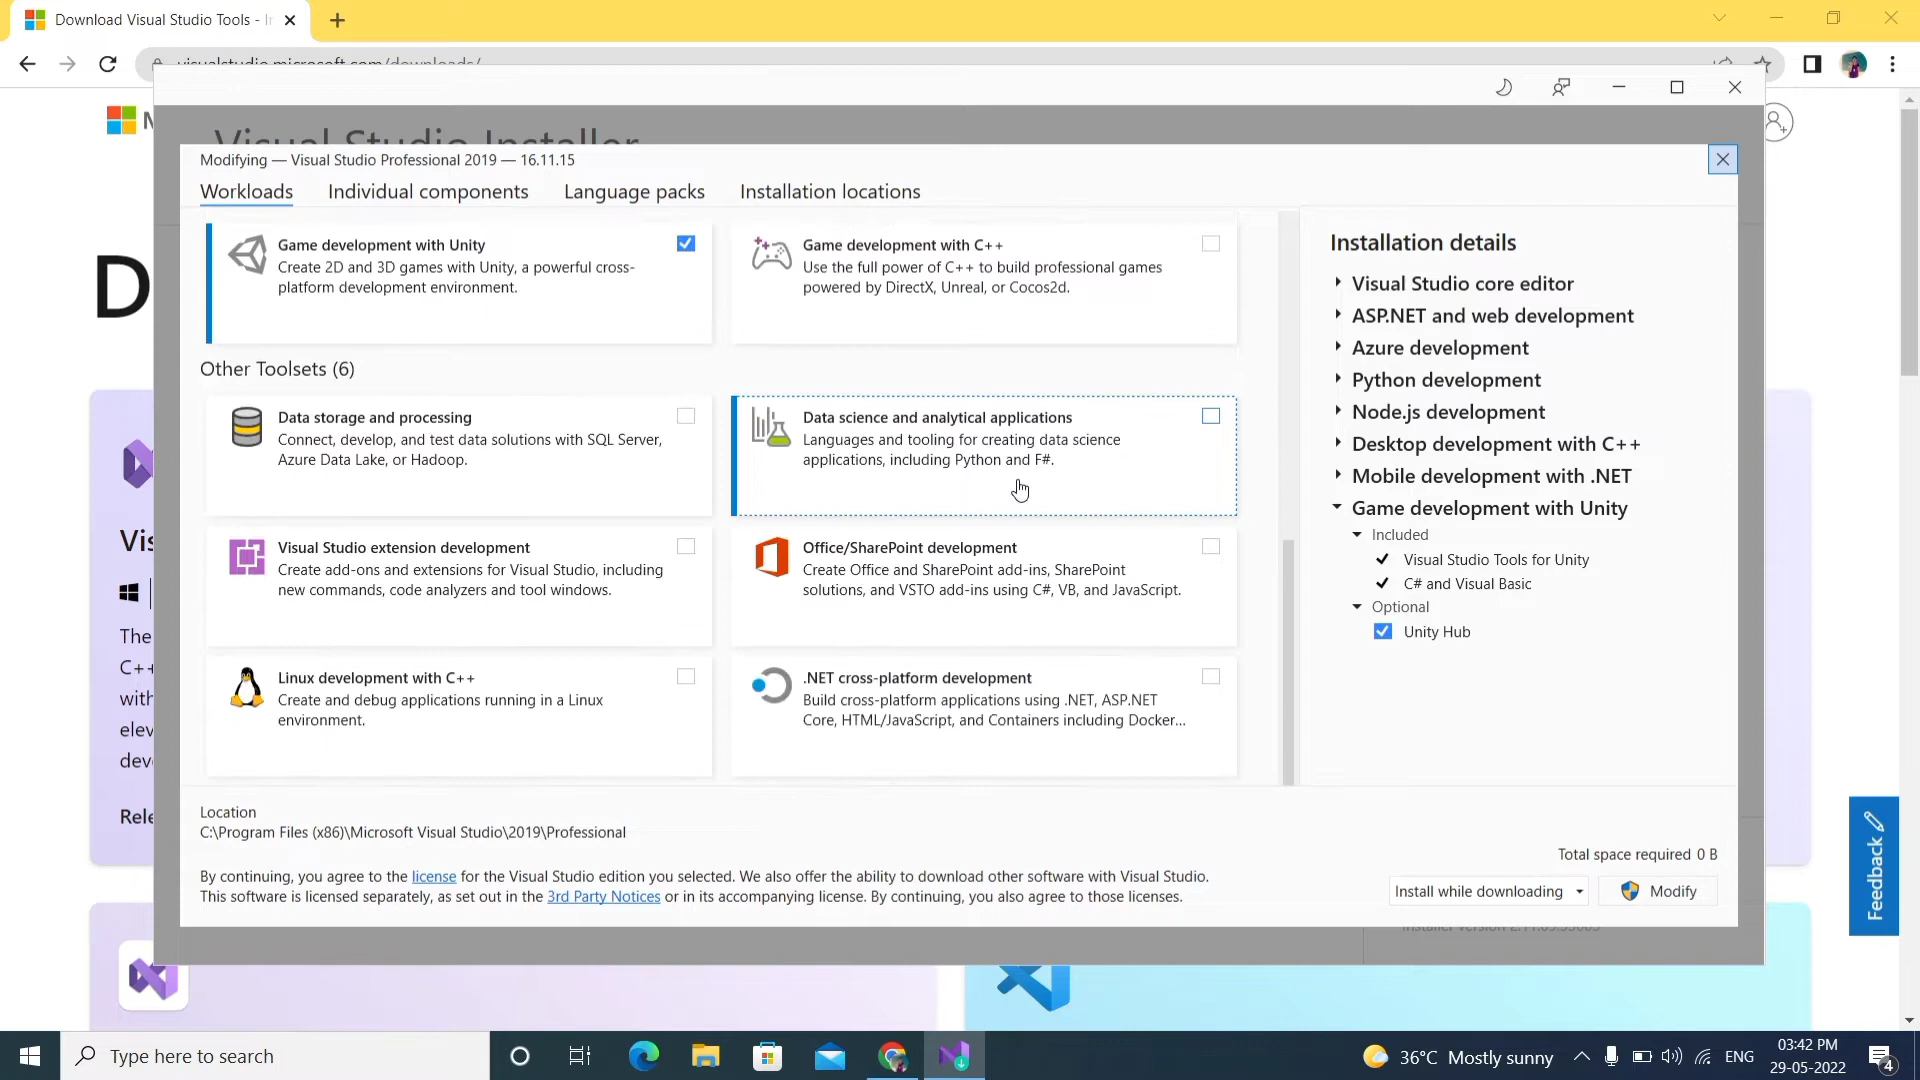 Download Visual Studio Tools - I
visualstudio.microsoft.com/downloads/
Visual Studio Installer
Modifying — Visual Studio Professional 2019 — 16.11.15
Workloads
Individual components
Language packs
Installation locations
Game development with Unity
Create 2D and 3D games with Unity, a powerful cross-
platform development environment.
Game development with C++
Use the full power of C++ to build professional games
powered by DirectX, Unreal, or Cocos2d.
Other Toolsets (6)
Data storage and processing
Connect, develop, and test data solutions with SQL Server,
Azure Data Lake, or Hadoop.
Data science and analytical applications
Languages and tooling for creating data science
applications, including Python and F#.
Visual Studio extension development
Create add-ons and extensions for Visual Studio, including
new commands, code analyzers and tool windows.
Office/SharePoint development
Create Office and SharePoint add-ins, SharePoint
solutions, and VSTO add-ins using C#, VB, and JavaScript.
Linux development with C++
Create and debug applications running in a Linux
environment.
.NET cross-platform development
Build cross-platform applications using .NET, ASP.NET
Core, HTML/JavaScript, and Containers including Docker...
Installation details
Visual Studio core editor
ASP.NET and web development
Azure development
Python development
Node.js development
Desktop development with C++
Mobile development with .NET
Game development with Unity
Included
Visual Studio Tools for Unity
C# and Visual Basic
Optional
Unity Hub
Location
C:\Program Files (x86)\Microsoft Visual Studio\2019\Professional
By continuing, you agree to the license for the Visual Studio edition you selected. We also offer the ability to download other software with Visual Studio.
This software is licensed separately, as set out in the 3rd Party Notices or in its accompanying license. By continuing, you also agree to those licenses.
Total space required 0 B
Install while downloading
Modify
D
Vis
The
C++
with
elev
deve
Rele
Feedback
Type here to search
36°C Mostly sunny
ENG
03:42 PM
29-05-2022
4